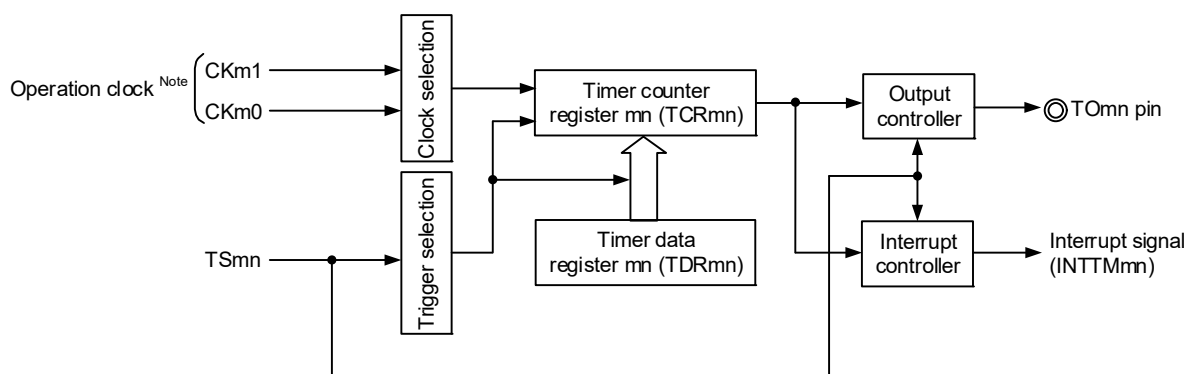 Operation clock Note
CKm1
CKm0
Clock selection
Timer counter
register mn (TCRmn)
Output
controller
TOmn pin
TSmn
Trigger selection
Timer data
register mn (TDRmn)
Interrupt
controller
Interrupt signal
(INTTMmn)